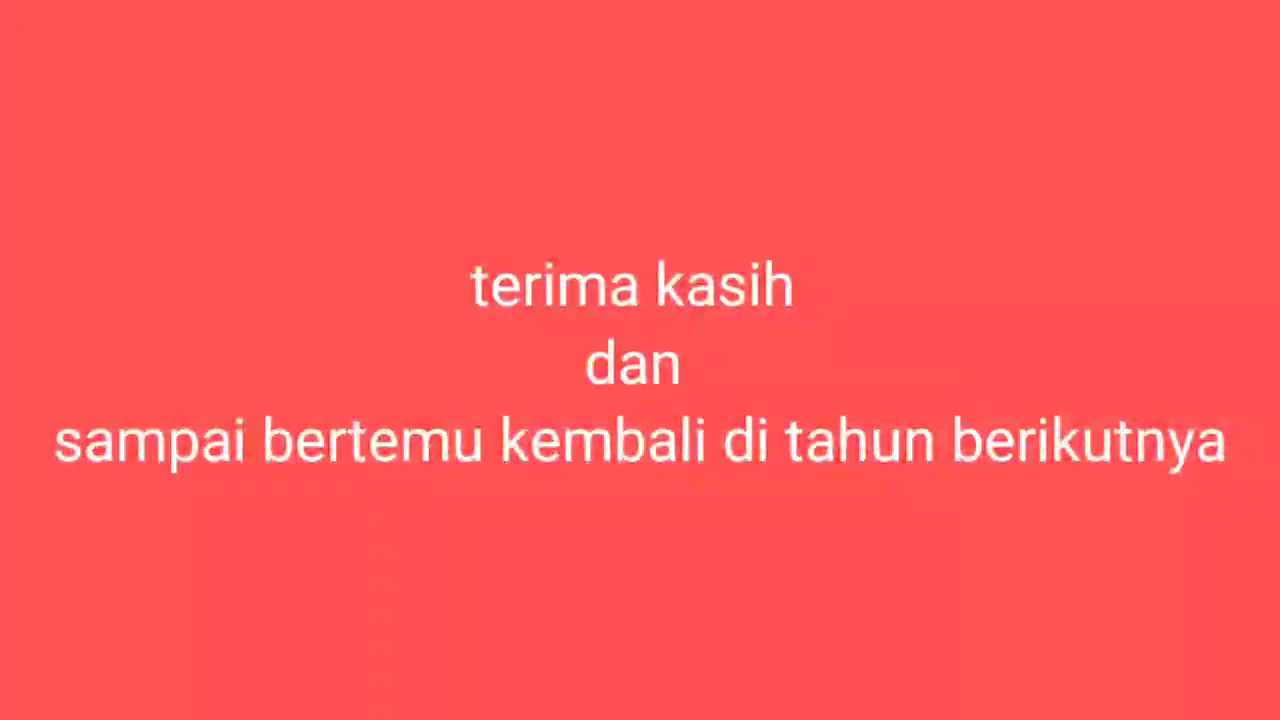 terima kasih
dan
sampai bertemu kembali di tahun berikutnya